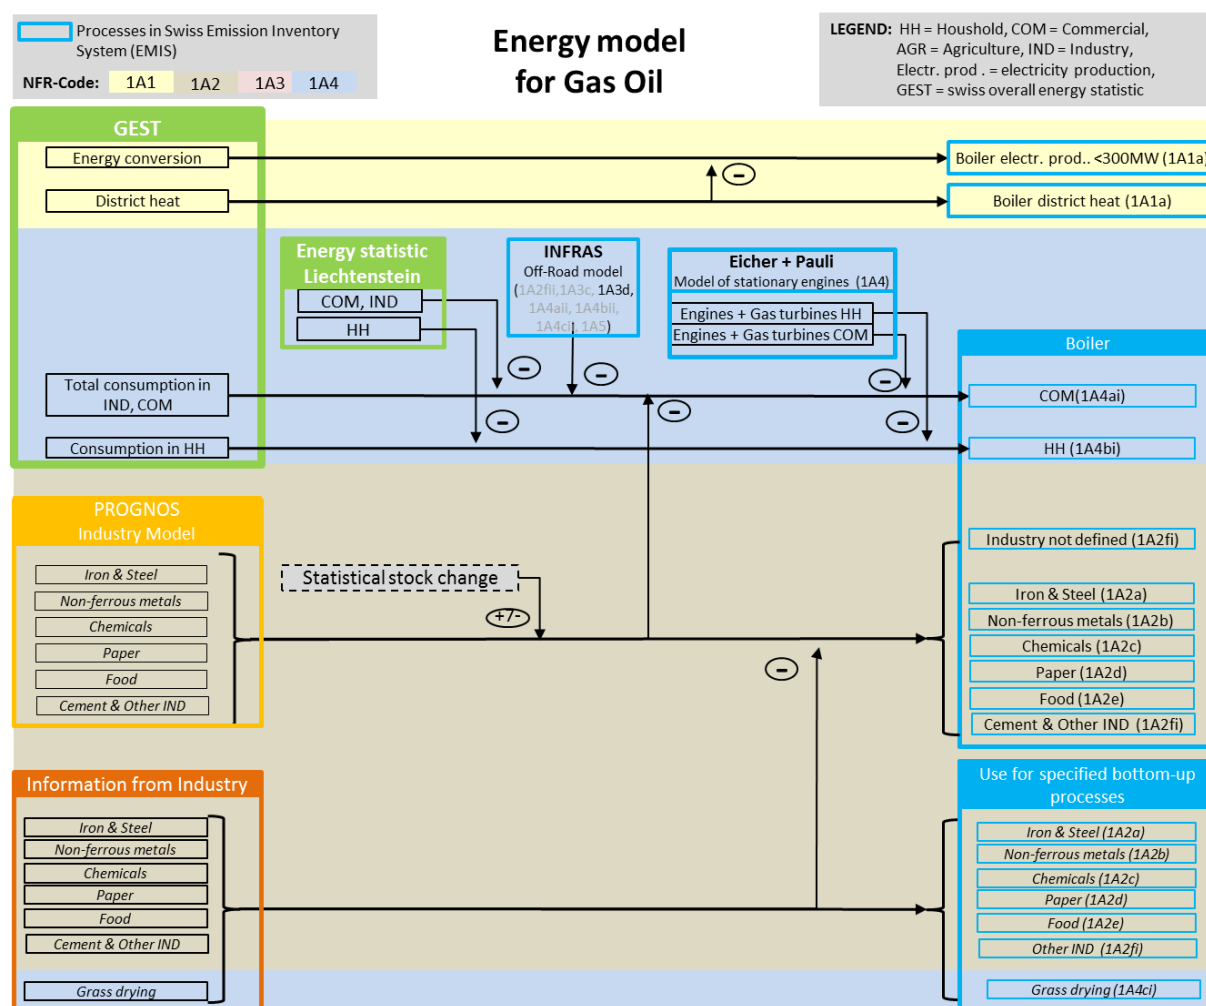 Processes in Swiss Emission Inventory
System (EMIS)
NFR-Code: 1A1 1A2 1A3 1A4
Energy model
for Gas Oil
LEGEND: HH = Houshold, COM = Commercial,
AGR = Agriculture, IND = Industry,
Electr. prod . = electricity production,
GEST = swiss overall energy statistic
GEST
Energy conversion
Boiler electr. prod.. <300MW (1A1a)
-
District heat
Boiler district heat (1A1a)
Energy statistic
Liechtenstein
COM, IND
HH
INFRAS
Off-Road model
(1A2fii,1A3c, 1A3d,
1A4aii, 1A4bii,
1A4cii, 1A5)
Eicher + Pauli
Model of stationary engines (1A4)
Engines + Gas turbines HH
Engines + Gas turbines COM
Boiler
- - -
Total consumption in
IND, COM
COM(1A4ai)
-
- -
Consumption in HH
HH (1A4bi)
PROGNOS
Industry Model
Iron & Steel
Non-ferrous metals
Chemicals
Paper
Food
Cement & Other IND
Statistical stock change
+7-
-
Industry not defined (1A2fi)
Iron & Steel (1A2a)
Non-ferrous metals (1A2b)
Chemicals (1A2c)
Paper (1A2d)
Food (1A2e)
Cement & Other IND (1A2fi)
Information from Industry
Iron & Steel
Non-ferrous metals
Chemicals
Paper
Food
Cement & Other IND
Grass drying
Use for specified bottom-up
processes
Iron & Steel (1A2a)
Non-ferrous metals (1A2b)
Chemicals (1A2c)
Paper (1A2d)
Food (1A2e)
Other IND (1A2fi)
Grass drying (1A4ci)